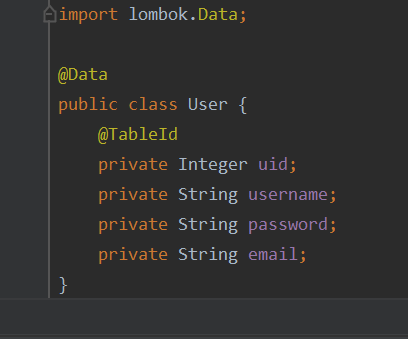 import lombok.Data;
@Data
public class User {
@TableId
private Integer uid;
private String username;
private String password;
private String email;
}